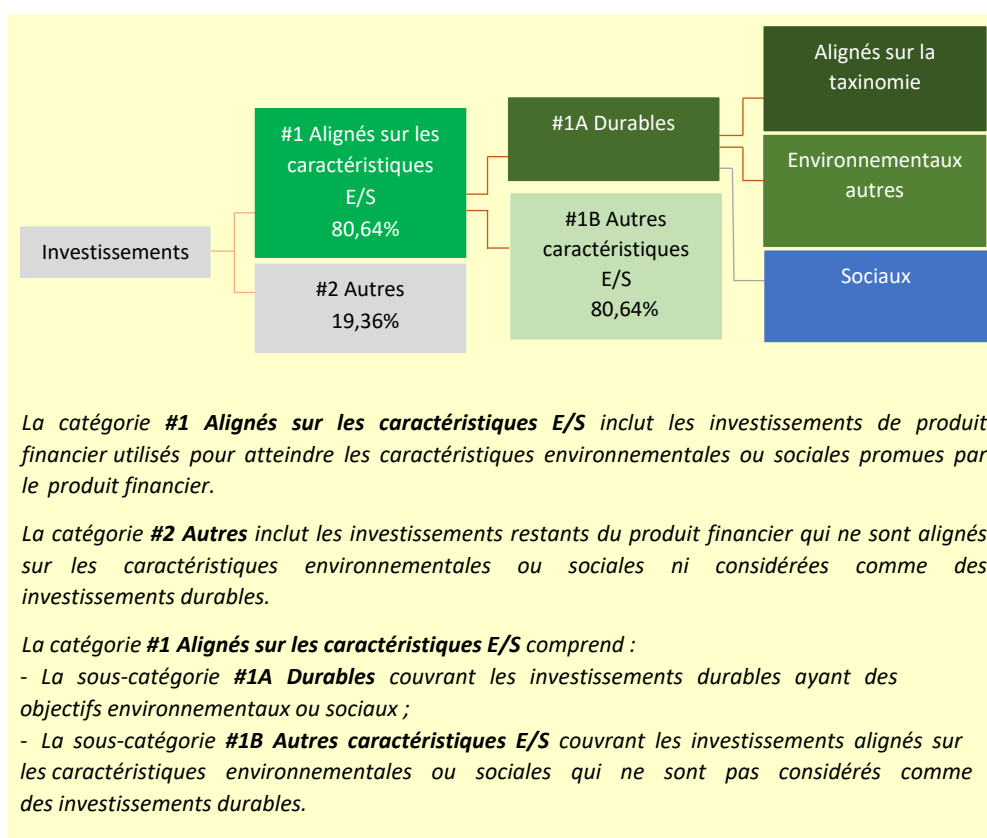 Investissements
#1 Alignés sur les
caractéristiques
E/S
80,64%
#2 Autres
19,36%
#1A Durables
#1B Autres
caractéristiques
E/S
80,64%
Alignés sur la
taxinomie
Environnementaux
autres
Sociaux
La catégorie #1 Alignés sur les caractéristiques E/S inclut les investissements de produit
financier utilisés pour atteindre les caractéristiques environnementales ou sociales promues par
le produit financier.
La catégorie #2 Autres inclut les investissements restants du produit financier qui ne sont alignés
sur les caractéristiques environnementales ou sociales ni considérées comme des
investissements durables.
La catégorie #1 Alignés sur les caractéristiques E/S comprend :
- La sous-catégorie #1A Durables couvrant les investissements durables ayant des
objectifs environnementaux ou sociaux ;
- La sous-catégorie #1B Autres caractéristiques E/S couvrant les investissements alignés sur
les caractéristiques environnementales ou sociales qui ne sont pas considérés comme
des investissements durables.